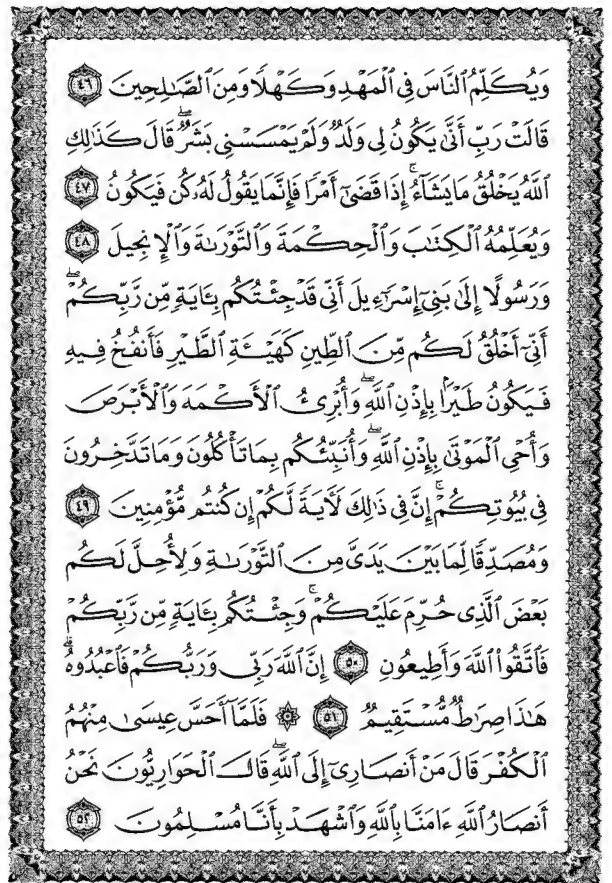 وَيُكَلِّمُ ٱلنَّاسَ فِى ٱلْمَهْدِ وَكَهْلًا وَمِنَ ٱلصَّٰلِحِينَ ٤٦
قَالَتْ رَبِّ أَنَّىٰ يَكُونُ لِى وَلَدٌ وَلَمْ يَمْسَسْنِى بَشَرٌ ۖ قَالَ كَذَٰلِكِ
ٱللَّهُ يَخْلُقُ مَا يَشَآءُ ۚ إِذَا قَضَىٰٓ أَمْرًا فَإِنَّمَا يَقُولُ لَهُۥ كُن فَيَكُونُ ٤٧
وَيُعَلِّمُهُ ٱلْكِتَٰبَ وَٱلْحِكْمَةَ وَٱلتَّوْرَىٰةَ وَٱلْإِنجِيلَ ٤٨
وَرَسُولًا إِلَىٰ بَنِىٓ إِسْرَٰٓءِيلَ أَنِّى قَدْ جِئْتُكُم بِـَٔايَةٍ مِّن رَّبِّكُمْ ۖ
أَنِّىٓ أَخْلُقُ لَكُم مِّنَ ٱلطِّينِ كَهَيْـَٔةِ ٱلطَّيْرِ فَأَنفُخُ فِيهِ
فَيَكُونُ طَيْرًۢا بِإِذْنِ ٱللَّهِ ۖ وَأُبْرِئُ ٱلْأَكْمَهَ وَٱلْأَبْرَصَ
وَأُحْىِ ٱلْمَوْتَىٰ بِإِذْنِ ٱللَّهِ ۖ وَأُنَبِّئُكُم بِمَا تَأْكُلُونَ وَمَا تَدَّخِرُونَ
فِى بُيُوتِكُمْ ۚ إِنَّ فِى ذَٰلِكَ لَـَٔايَةً لَّكُمْ إِن كُنتُم مُّؤْمِنِينَ ٤٩
وَمُصَدِّقًا لِّمَا بَيْنَ يَدَىَّ مِنَ ٱلتَّوْرَىٰةِ وَلِأُحِلَّ لَكُم
بَعْضَ ٱلَّذِى حُرِّمَ عَلَيْكُمْ ۚ وَجِئْتُكُم بِـَٔايَةٍ مِّن رَّبِّكُمْ
فَٱتَّقُوا۟ ٱللَّهَ وَأَطِيعُونِ ٥٠ إِنَّ ٱللَّهَ رَبِّى وَرَبُّكُمْ فَٱعْبُدُوهُ ۗ
هَٰذَا صِرَٰطٌ مُّسْتَقِيمٌ ٥١ ۞ فَلَمَّآ أَحَسَّ عِيسَىٰ مِنْهُمُ
ٱلْكُفْرَ قَالَ مَنْ أَنصَارِىٓ إِلَى ٱللَّهِ ۖ قَالَ ٱلْحَوَارِيُّونَ نَحْنُ
أَنصَارُ ٱللَّهِ ءَامَنَّا بِٱللَّهِ وَٱشْهَدْ بِأَنَّا مُسْلِمُونَ ٥٢